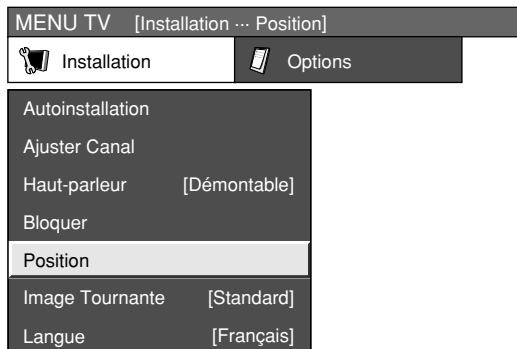 MENU TV [Installation ··· Position]
Installation Options
Autoinstallation
Ajuster Canal
Haut-parleur [Démontable]
Bloquer
Position
Image Tournante [Standard]
Langue [Français]